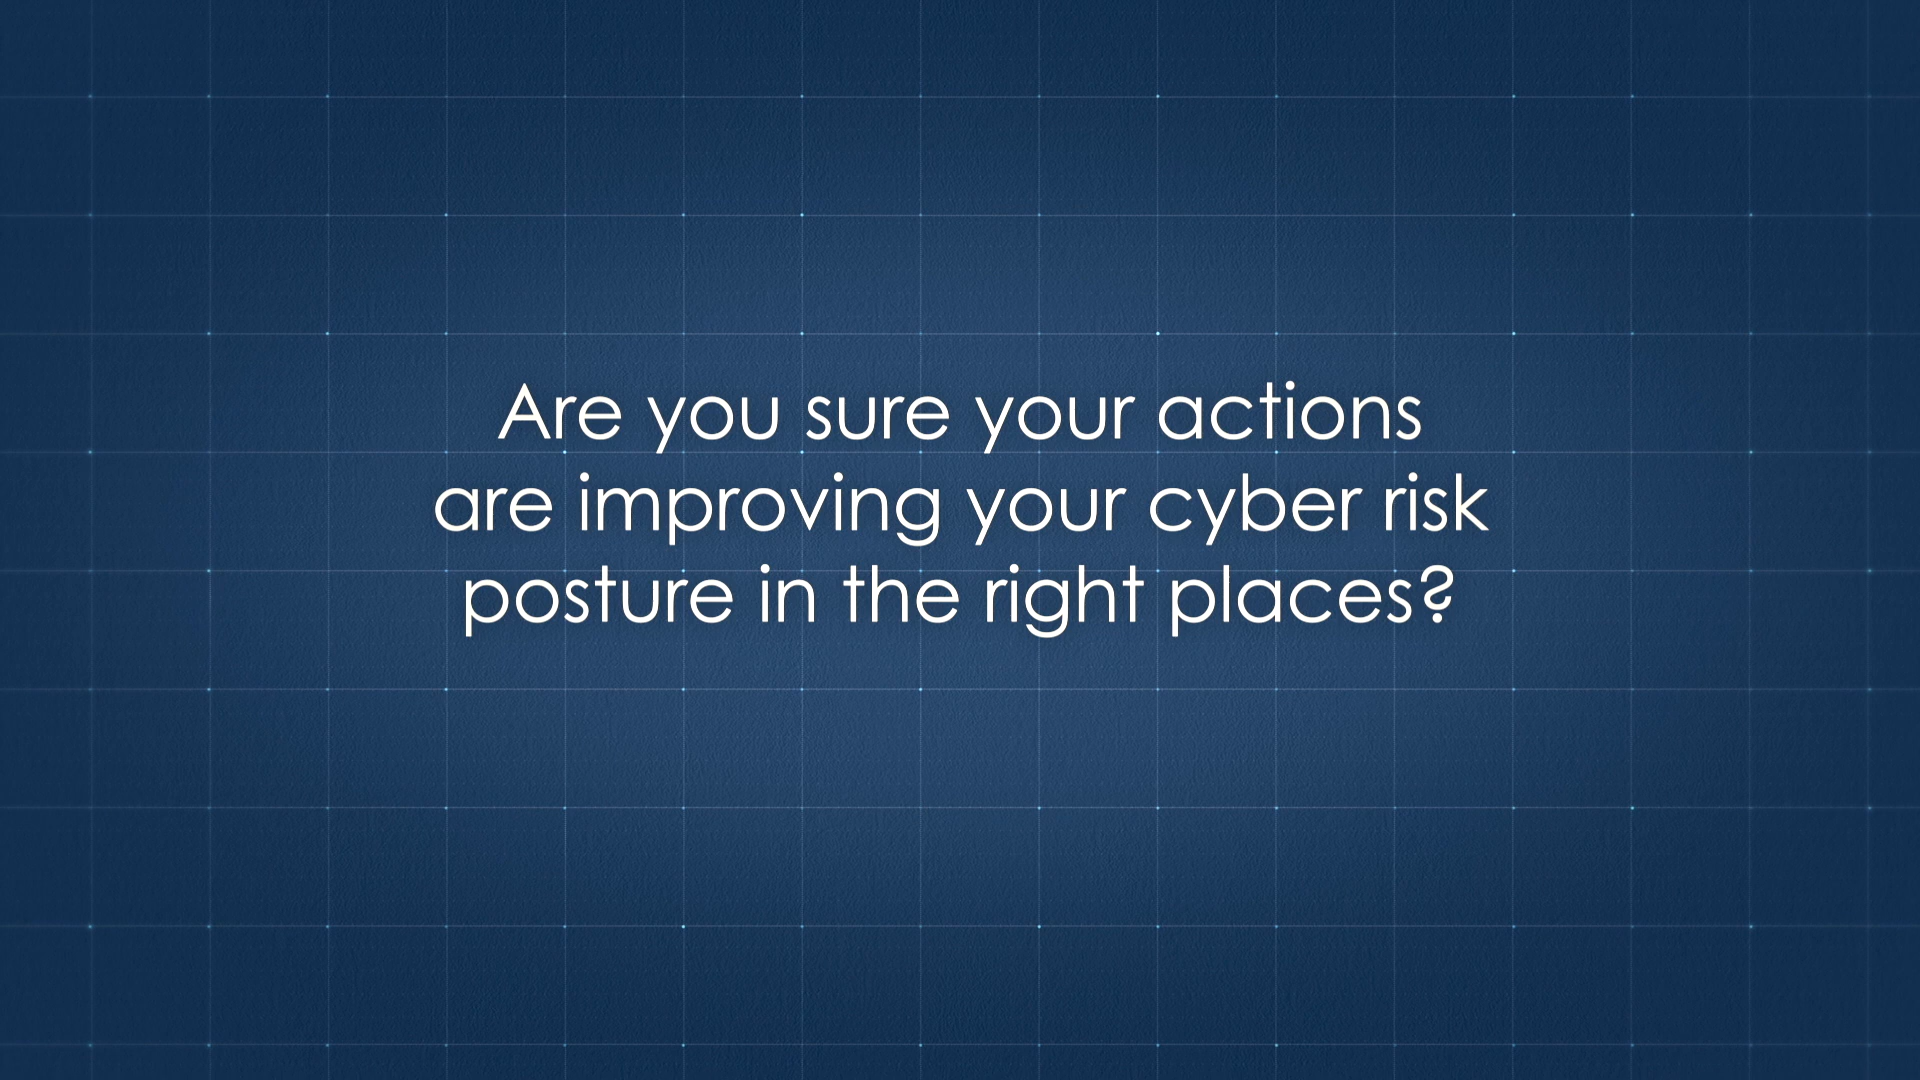 Are you sure your actions
are improving your cyber risk
posture in the right places?